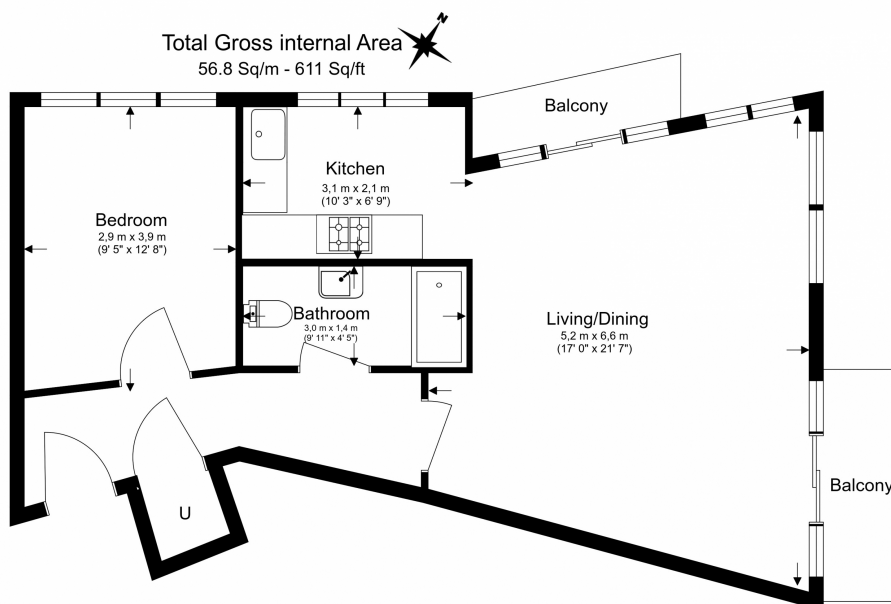 N
Total Gross internal Area
56.8 Sq/m - 611 Sq/ft
Balcony
Kitchen
3,1 m x 2,1 m
(10' 3" x 6' 9")
Bedroom
2,9 m x 3,9 m
(9' 5" x 12' 8")
Bathroom
3,0 m x 1,4 m
(9' 11" x 4' 5")
Living/Dining
5,2 m x 6,6 m
(17' 0" x 21' 7")
Balcony
U